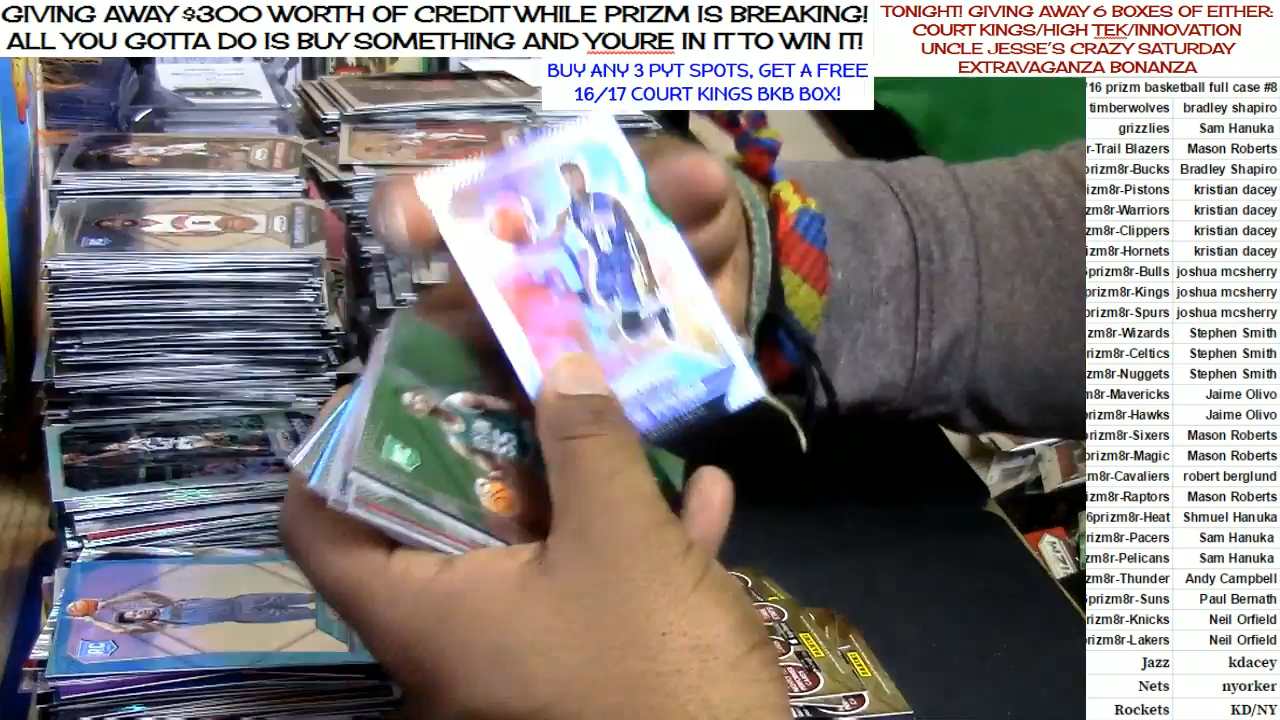 GIVING AWAY $300 WORTH OF CREDIT WHILE PRIZM IS BREAKING!
ALL YOU GOTTA DO IS BUY SOMETHING AND YOURE IN IT TO WIN IT!
BUY ANY 3 PYT SPOTS, GET A FREE
16/17 COURT KINGS BKB BOX!
TONIGHT! GIVING AWAY 6 BOXES OF EITHER:
COURT KINGS/HIGH TEK/INNOVATION
UNCLE JESSE'S CRAZY SATURDAY
EXTRAVAGANZA BONANZA
16 prizm basketball full case #8
timberwolves bradley shapiro
grizzlies Sam Hanuka
r-Trail Blazers Mason Roberts
prizm8r-Bucks Bradley Shapiro
izm8r-Pistons kristian dacey
zm8r-Warriors kristian dacey
zm8r-Clippers kristian dacey
zm8r-Hornets kristian dacey
prizm8r-Bulls joshua mcsherry
prizm8r-Kings joshua mcsherry
prizm8r-Spurs joshua mcsherry
zm8r-Wizards Stephen Smith
izm8r-Celtics Stephen Smith
zm8r-Nuggets Stephen Smith
m8r-Mavericks Jaime Olivo
rizm8r-Hawks Jaime Olivo
rizm8r-Sixers Mason Roberts
rizm8r-Magic Mason Roberts
m8r-Cavaliers robert berglund
zm8r-Raptors Mason Roberts
6prizm8r-Heat Shmuel Hanuka
izm8r-Pacers Sam Hanuka
zm8r-Pelicans Sam Hanuka
zm8r-Thunder Andy Campbell
prizm8r-Suns Paul Bernath
rizm8r-Knicks Neil Orfield
rizm8r-Lakers Neil Orfield
Jazz kdacey
Nets nyorker
Rockets KD/NY